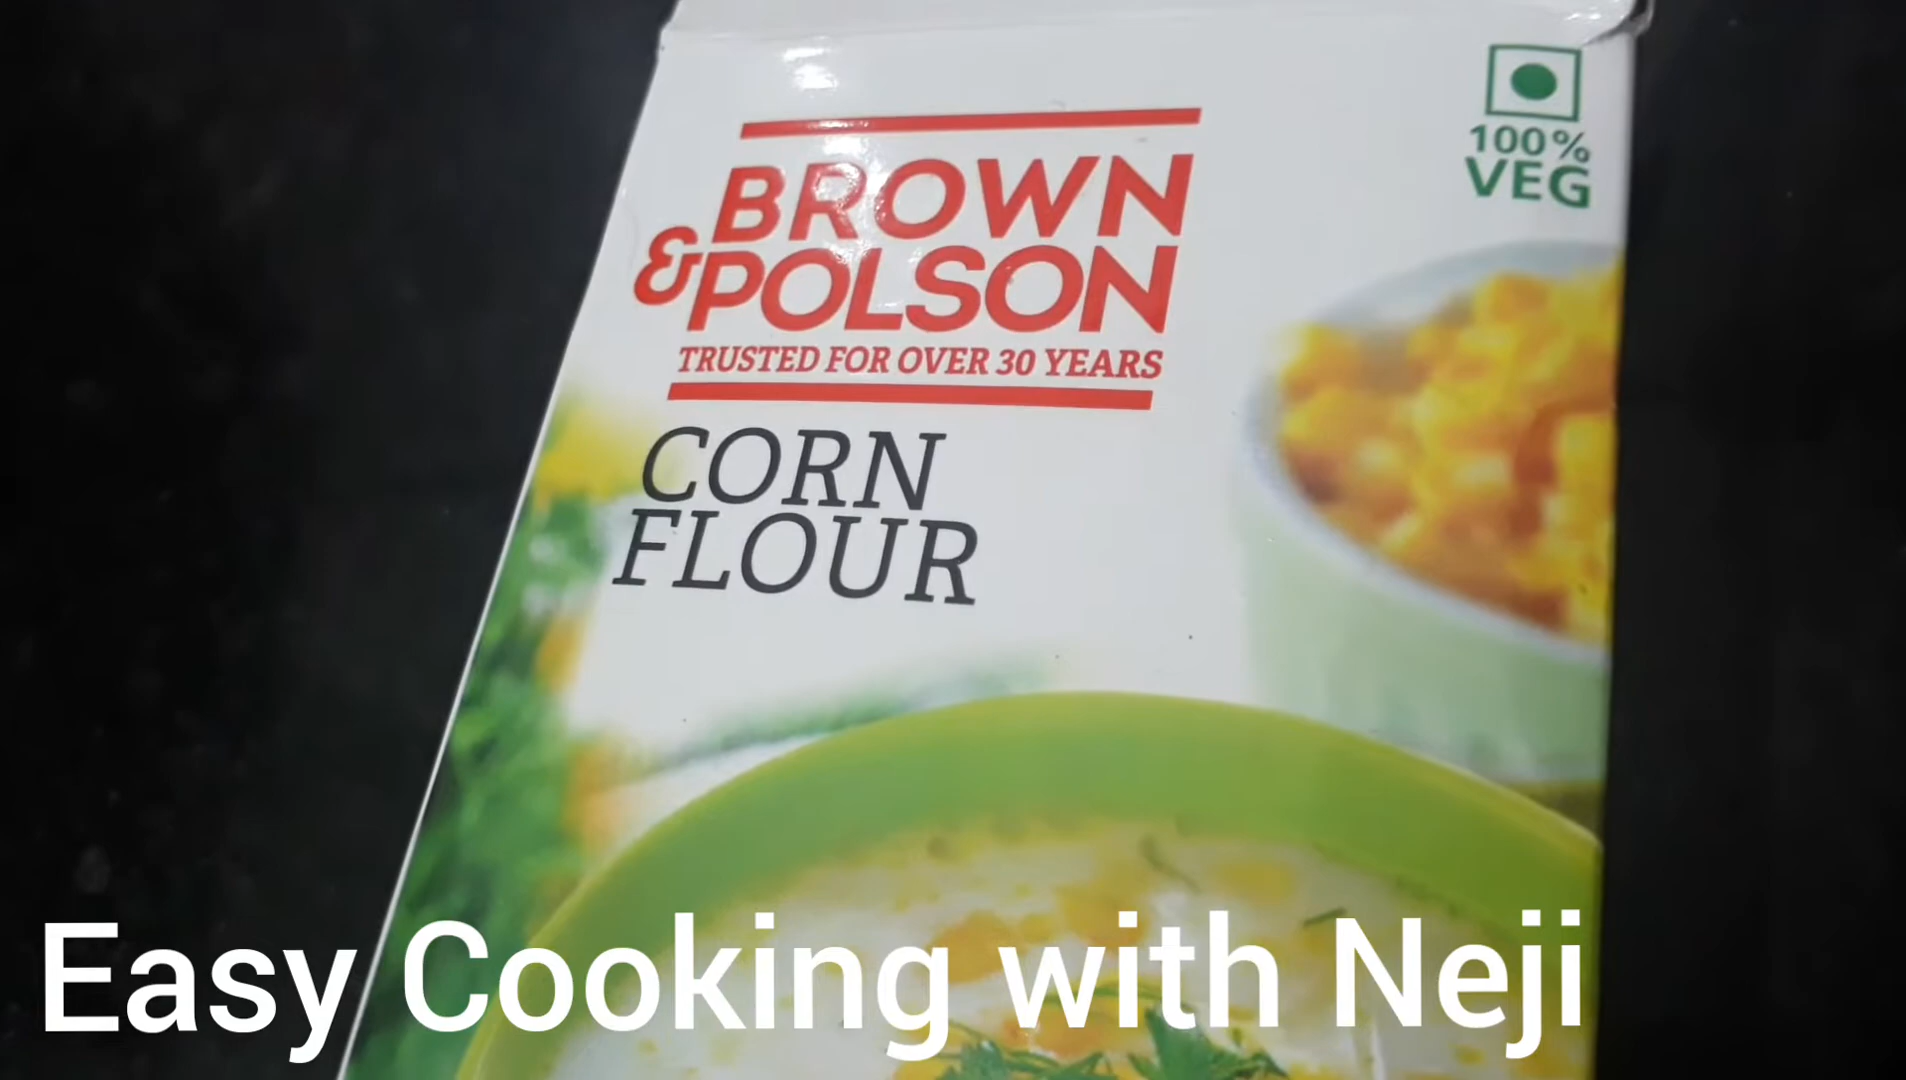 100%
VEG
BROWN
&POLSON
TRUSTED FOR OVER 30 YEARS
CORN
FLOUR
Easy Cooking with Neji